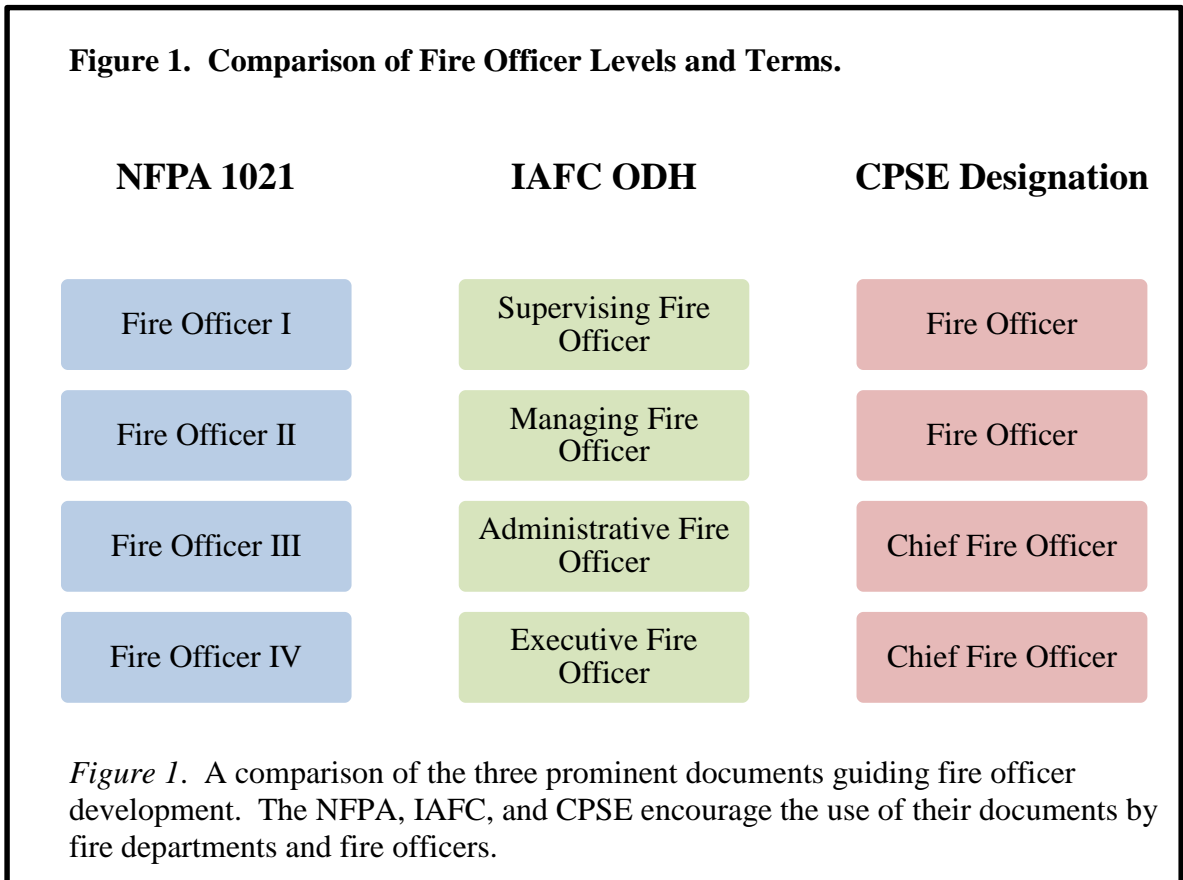 Figure 1.  Comparison of Fire Officer Levels and Terms.
NFPA 1021
IAFC ODH
CPSE Designation
Fire Officer I
Supervising Fire
Officer
Fire Officer
Fire Officer II
Managing Fire
Officer
Fire Officer
Fire Officer III
Administrative Fire
Officer
Chief Fire Officer
Fire Officer IV
Executive Fire
Officer
Chief Fire Officer
Figure 1.  A comparison of the three prominent documents guiding fire officer
development.  The NFPA, IAFC, and CPSE encourage the use of their documents by
fire departments and fire officers.